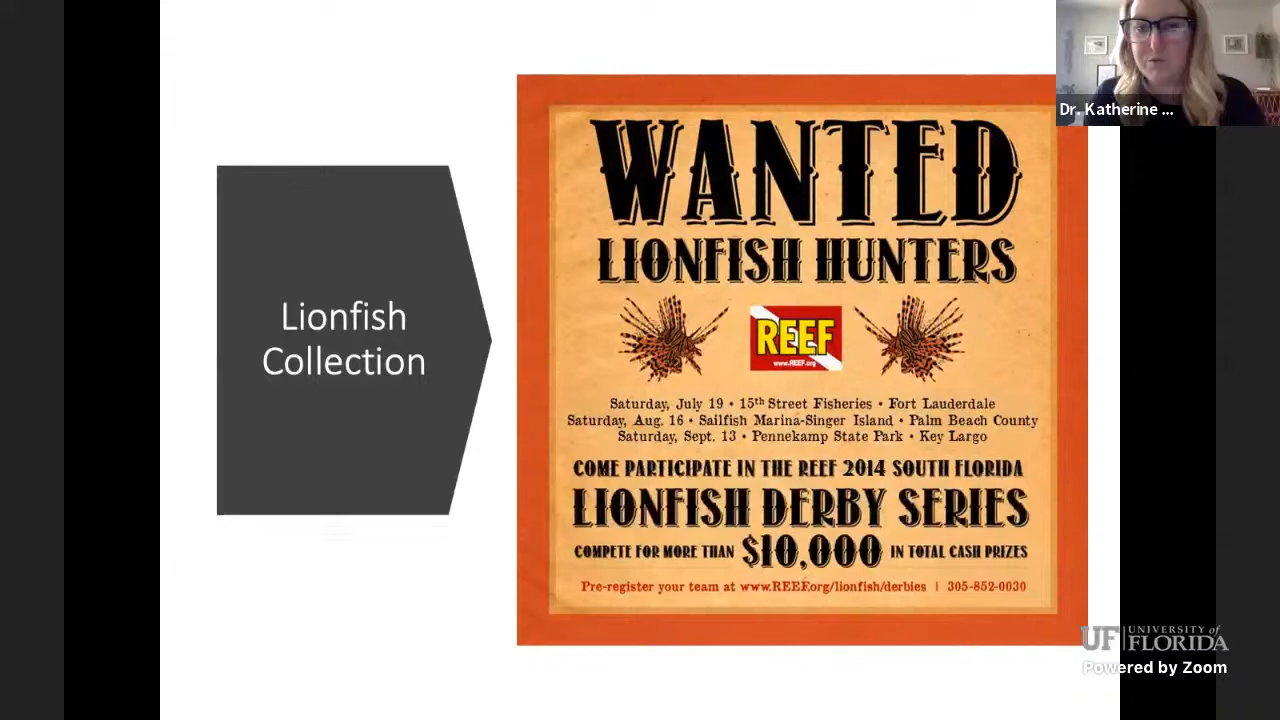 Dr. Katherine ...
Lionfish
Collection
WANTED
LIONFISH HUNTERS
REEF
www.REEF.org
Saturday, July 19 • 15th Street Fisheries • Fort Lauderdale
Saturday, Aug. 16 • Sailfish Marina-Singer Island • Palm Beach County
Saturday, Sept. 13 • Pennekamp State Park • Key Largo
COME PARTICIPATE IN THE REEF 2014 SOUTH FLORIDA
LIONFISH DERBY SERIES
COMPETE FOR MORE THAN $10,000 IN TOTAL CASH PRIZES
Pre-register your team at www.REEF.org/lionfish/derbies | 305-852-0030
UF UNIVERSITY of
FLORIDA
Powered by Zoom